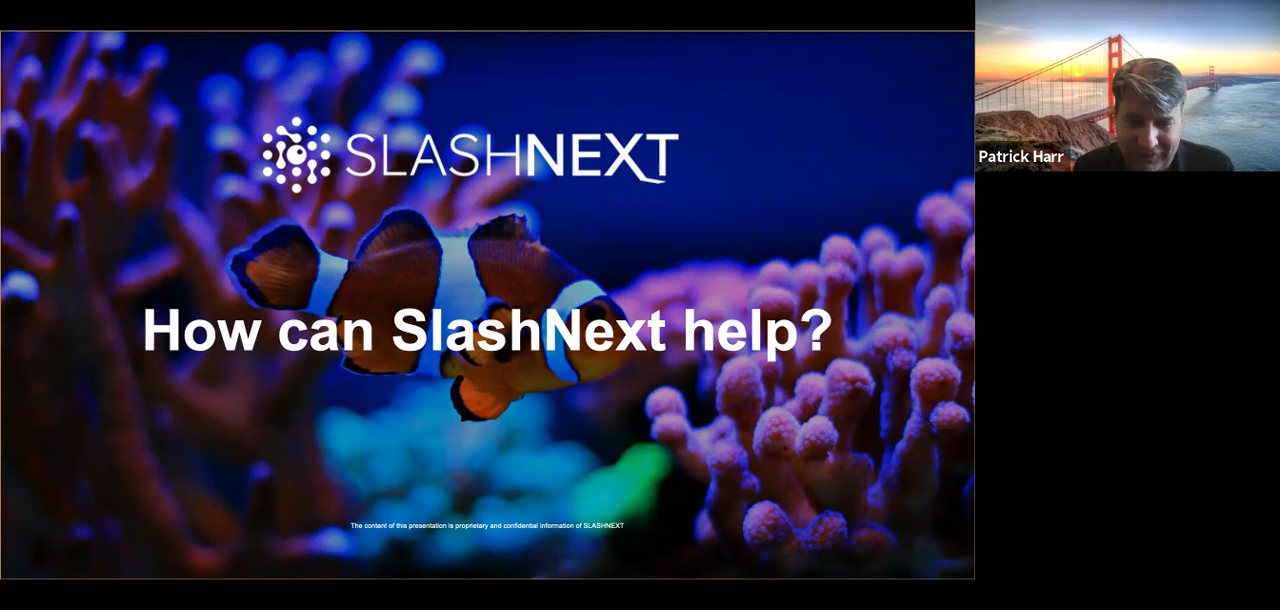 SLASHNEXT
How can SlashNext help?
The content of this presentation is proprietary and confidential information of SLASHNEXT
Patrick Harr